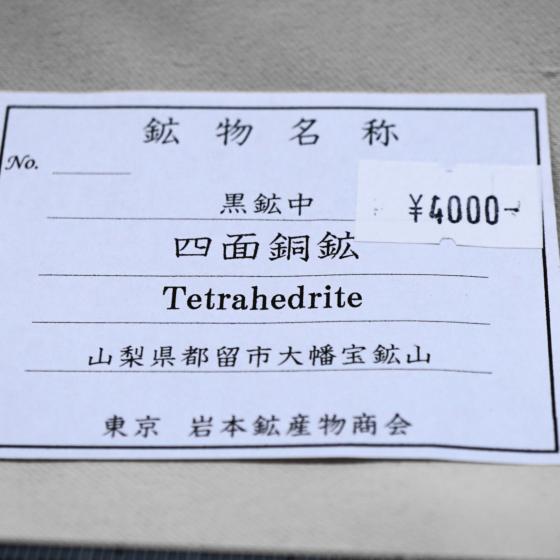 鉱物名称
No.
黒鉱中
¥4000-
四面銅鉱
Tetrahedrite
山梨県都留市大幡宝鉱山
東京 岩本鉱産物商会